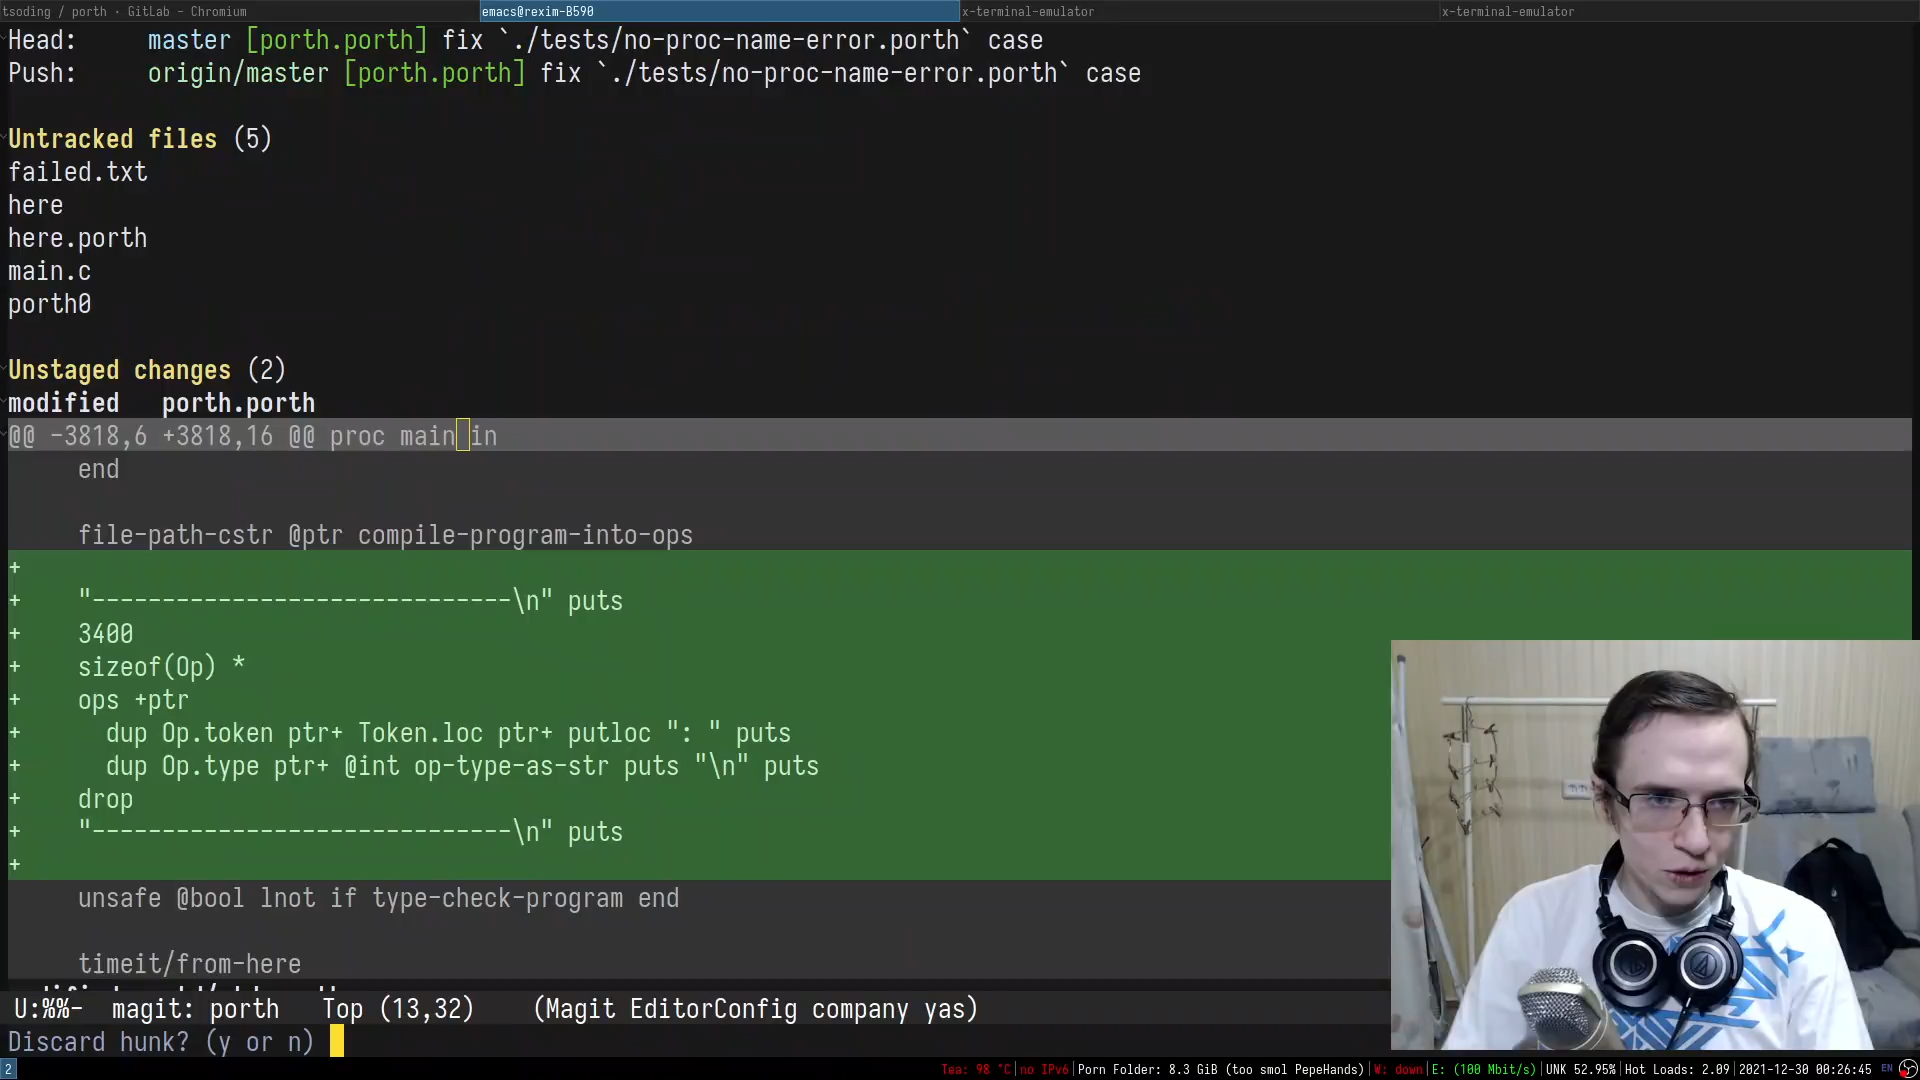 tsoding / porth · GitLab - Chromium
emacs@rexim-B590
x-terminal-emulator
x-terminal-emulator
Head:     master [porth.porth] fix `./tests/no-proc-name-error.porth` case
Push:     origin/master [porth.porth] fix `./tests/no-proc-name-error.porth` case
Untracked files (5)
failed.txt
here
here.porth
main.c
porth0
Unstaged changes (2)
modified   porth.porth
@@ -3818,6 +3818,16 @@ proc main in
     end
     file-path-cstr @ptr compile-program-into-ops
+
+    "------------------------------\n" puts
+    3400
+    sizeof(Op) *
+    ops +ptr
+      dup Op.token ptr+ Token.loc ptr+ putloc ": " puts
+      dup Op.type ptr+ @int op-type-as-str puts "\n" puts
+    drop
+    "------------------------------\n" puts
+
     unsafe @bool lnot if type-check-program end
     timeit/from-here
U:%%-  magit: porth   Top (13,32)    (Magit EditorConfig company yas)
Discard hunk? (y or n)
2
Tea: 98 °C|no IPv6|Porn Folder: 8.3 GiB (too smol PepeHands)|W: down|E: (100 Mbit/s)|UNK 52.95%|Hot Loads: 2.09|2021-12-30 00:26:45 EN